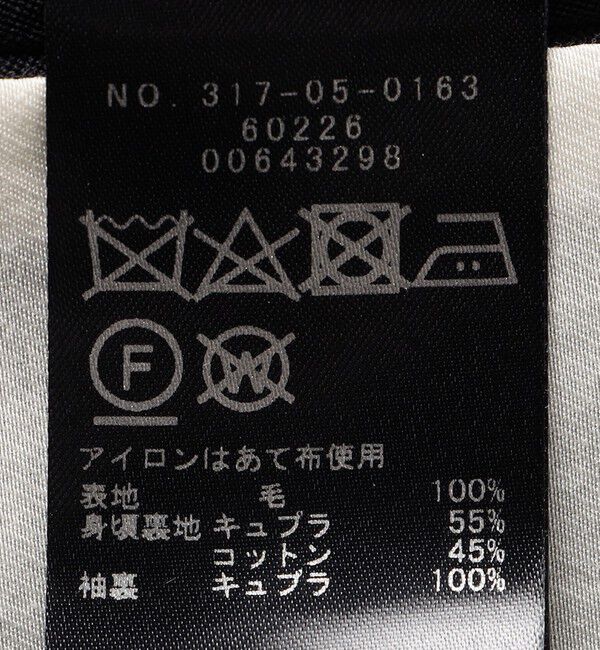 NO. 317-05-0163
60226
00643298
F W
アイロンはあて布使用
表地 毛 100%
身頃裏地 キュプラ 55%
コットン 45%
袖裏 キュプラ 100%